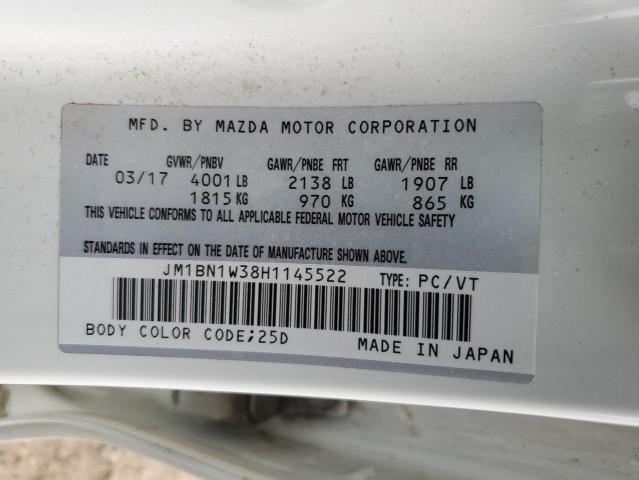 MFD. BY MAZDA MOTOR CORPORATION
DATE GVWR/PNBV GAWR/PNBE FRT GAWR/PNBE RR
03/17 4001 LB 2138 LB 1907 LB
1815 KG 970 KG 865 KG
THIS VEHICLE CONFORMS TO ALL APPLICABLE FEDERAL MOTOR VEHICLE SAFETY
STANDARDS IN EFFECT ON THE DATE OF MANUFACTURE SHOWN ABOVE.
JM1BN1W38H1145522 TYPE: PC/VT
BODY COLOR CODE;25D MADE IN JAPAN